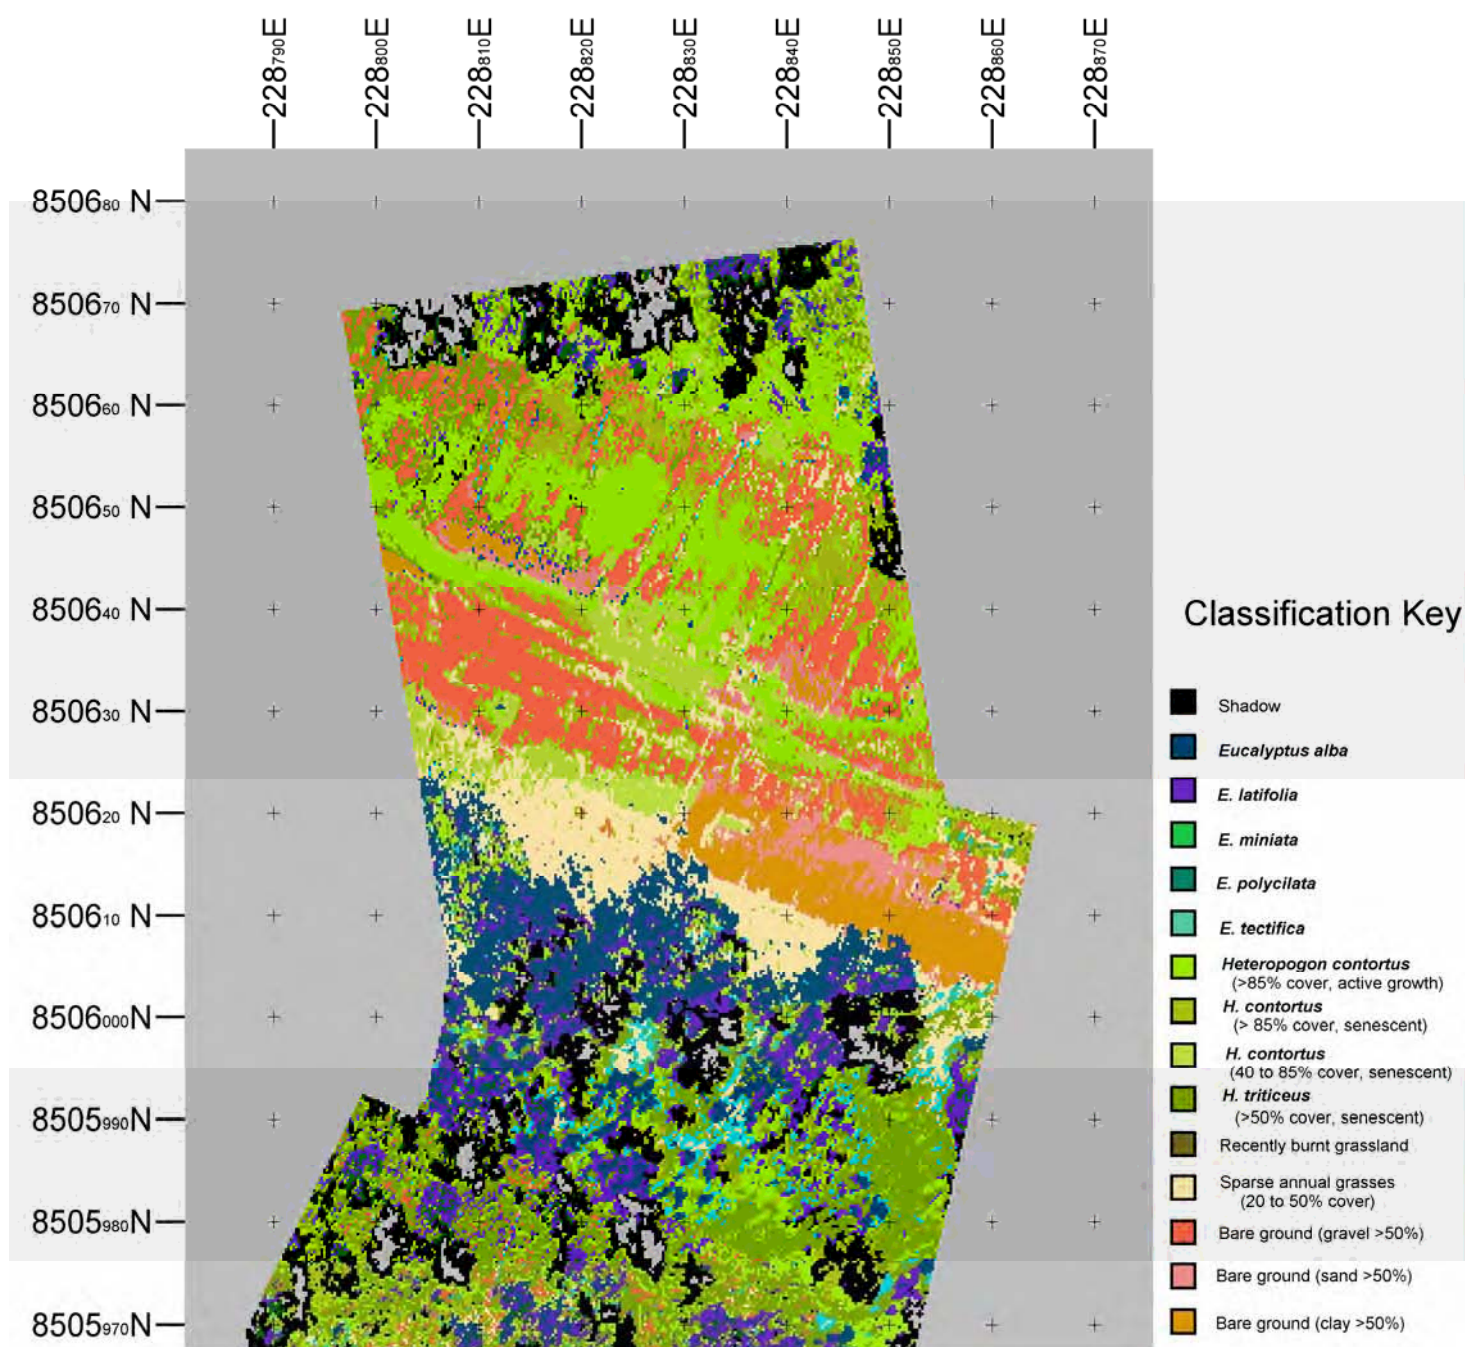 228790E 228800E 228810E 228820E 228830E 228840E 228850E 228860E 228870E
850680 N
850670 N
850660 N
850650 N
850640 N
850630 N
850620 N
850610 N
8506000N
8505990N
8505980N
8505970N
Classification Key
Shadow
Eucalyptus alba
E. latifolia
E. miniata
E. polycilata
E. tectifica
Heteropogon contortus
(>85% cover, active growth)
H. contortus
(> 85% cover, senescent)
H. contortus
(40 to 85% cover, senescent)
H. triticeus
(>50% cover, senescent)
Recently burnt grassland
Sparse annual grasses
(20 to 50% cover)
Bare ground (gravel >50%)
Bare ground (sand >50%)
Bare ground (clay >50%)